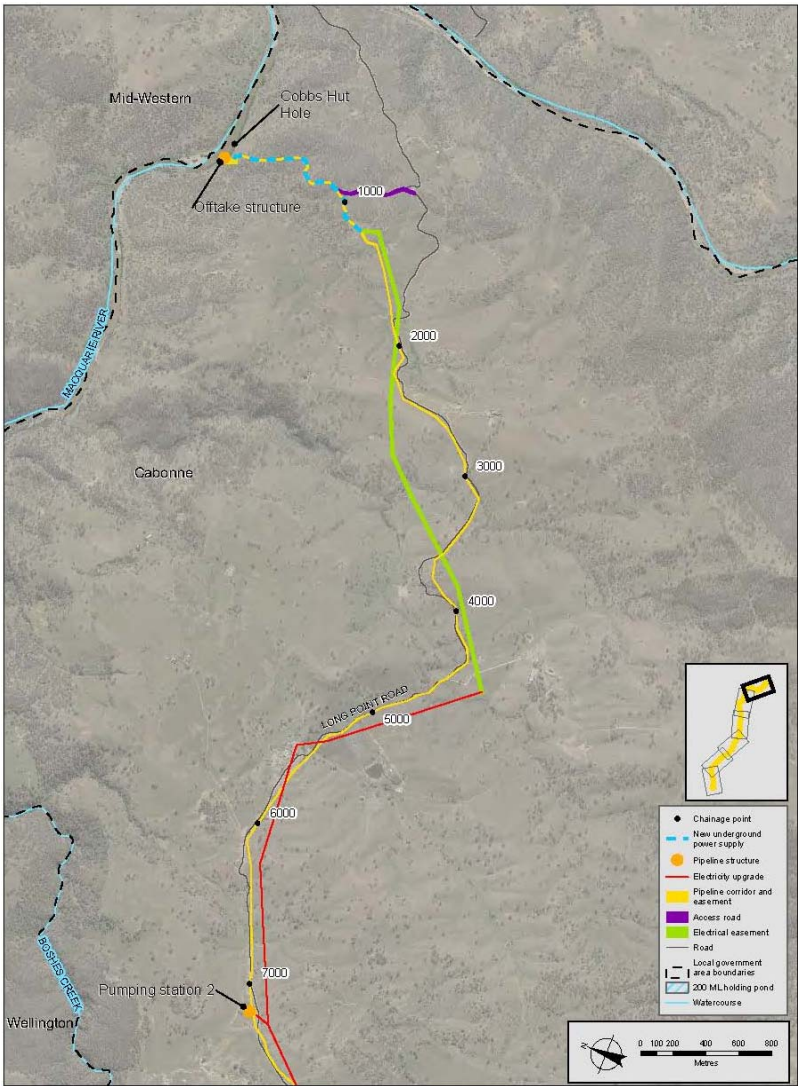 Mid-Western
Cobbs Hut
Hole
Offtake structure
1000
2000
MACQUARIE RIVER
3000
Cabonne
4000
LONG POINT ROAD
5000
6000
7000
Pumping station 2
BOSHES CREEK
Wellington
Chainage point
New underground
power supply
Pipeline structure
Electricity upgrade
Pipeline corridor and
easement
Access road
Electrical easement
Road
Local government
area boundaries
200 ML holding pond
Watercourse
N
0 100 200 400 600 800
Metres